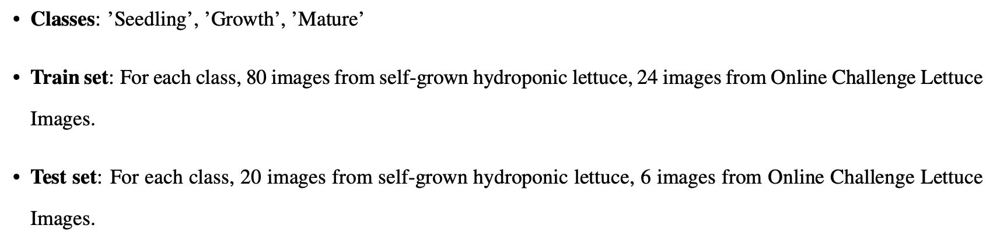 • Classes: ’Seedling’, ’Growth’, ’Mature’
• Train set: For each class, 80 images from self-grown hydroponic lettuce, 24 images from Online Challenge Lettuce
Images.
• Test set: For each class, 20 images from self-grown hydroponic lettuce, 6 images from Online Challenge Lettuce
Images.